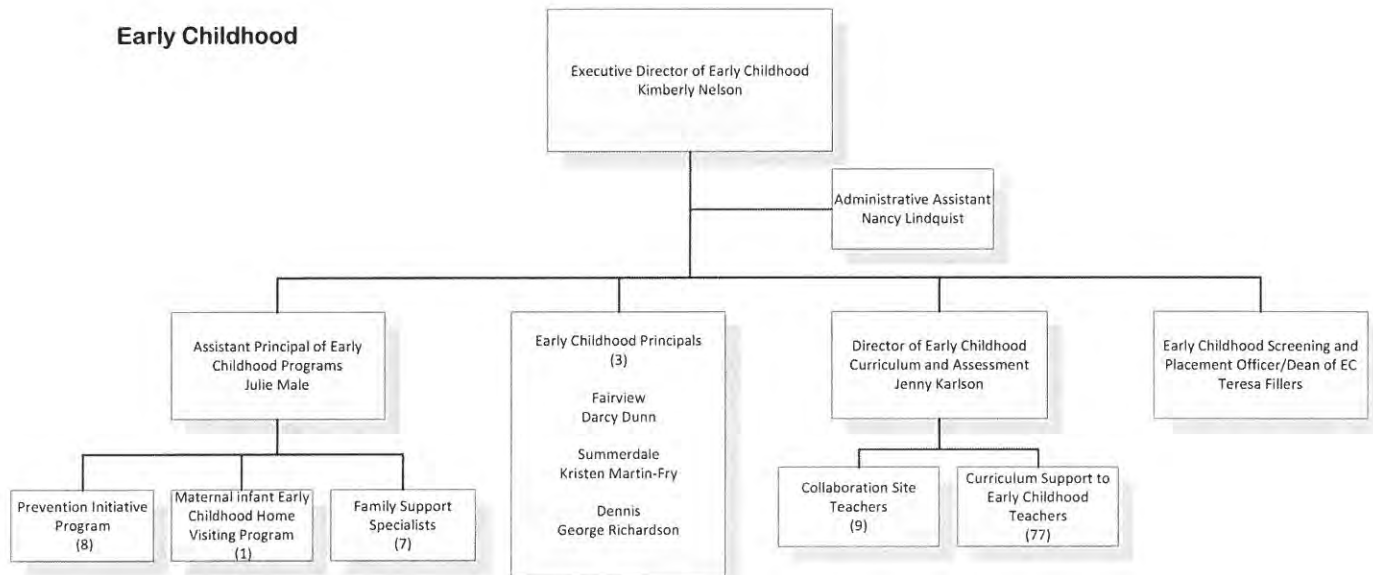 Early Childhood
Executive Director of Early Childhood
Kimberly Nelson
Administrative Assistant
Nancy Lindquist
Assistant Principal of Early
Childhood Programs
Julie Male
Early Childhood Principals
(3)
Fairview
Darcy Dunn
Summerdale
Kristen Martin-Fry
Dennis
George Richardson
Director of Early Childhood
Curriculum and Assessment
Jenny Karlson
Early Childhood Screening and
Placement Officer/Dean of EC
Teresa Fillers
Prevention Initiative
Program
(8)
Maternal infant Early
Childhood Home
Visiting Program
(1)
Family Support
Specialists
(7)
Collaboration Site
Teachers
(9)
Curriculum Support to
Early Childhood
Teachers
(77)